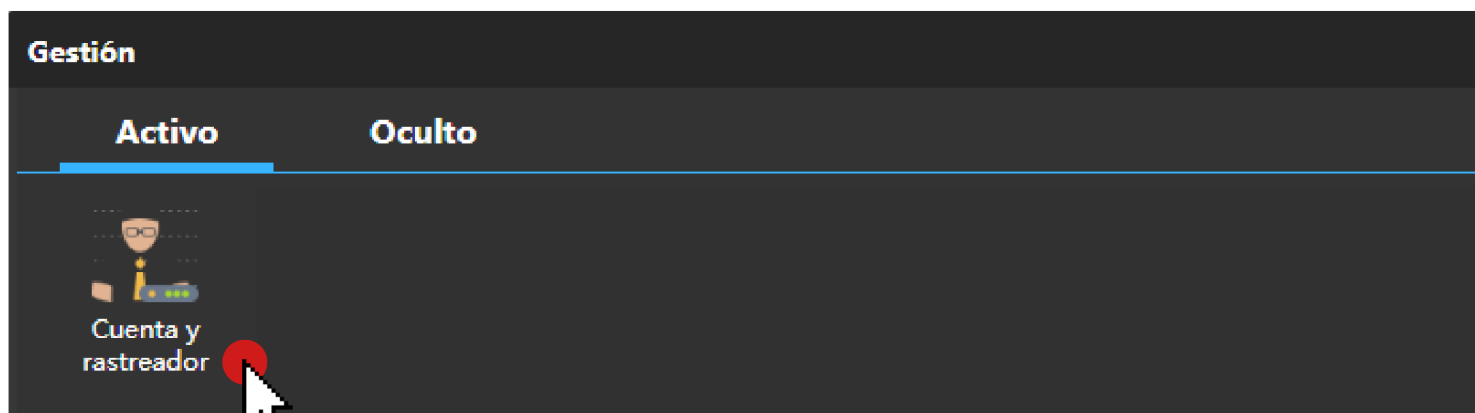 Gestión
Activo
Oculto
Cuenta y
rastreador